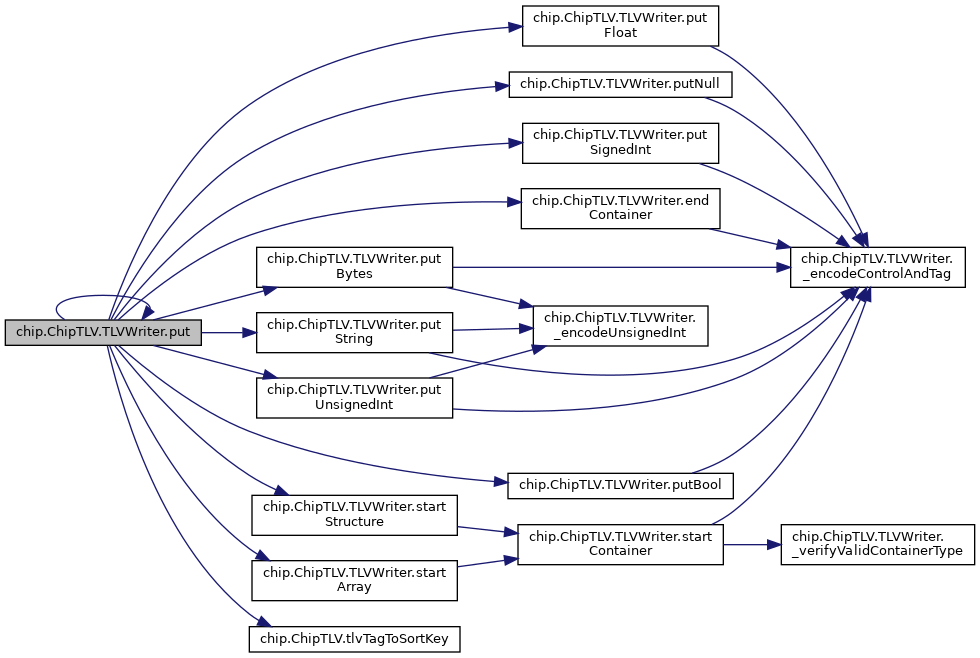 chip.ChipTLV.TLVWriter.put
Float
chip.ChipTLV.TLVWriter.putNull
chip.ChipTLV.TLVWriter.put
SignedInt
chip.ChipTLV.TLVWriter.end
Container
chip.ChipTLV.TLVWriter.put
Bytes
chip.ChipTLV.TLVWriter.
_encodeControlAndTag
chip.ChipTLV.TLVWriter.put
chip.ChipTLV.TLVWriter.put
String
chip.ChipTLV.TLVWriter.
_encodeUnsignedInt
chip.ChipTLV.TLVWriter.put
UnsignedInt
chip.ChipTLV.TLVWriter.putBool
chip.ChipTLV.TLVWriter.start
Structure
chip.ChipTLV.TLVWriter.start
Container
chip.ChipTLV.TLVWriter.
_verifyValidContainerType
chip.ChipTLV.TLVWriter.start
Array
chip.ChipTLV.tlvTagToSortKey